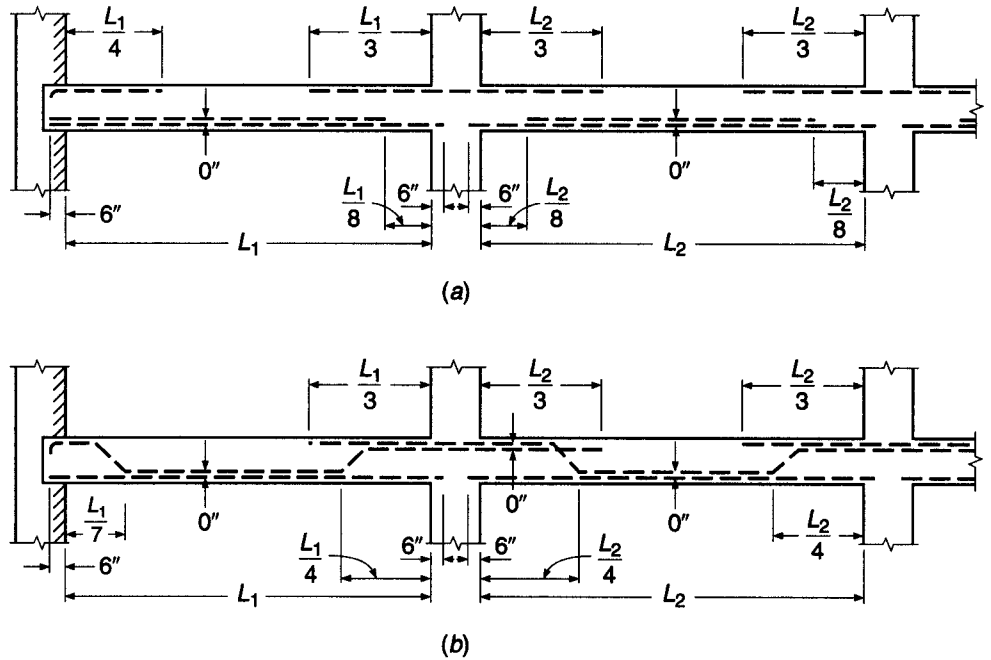 L₁/4 L₁/3 L₂/3 L₂/3
0″ 0″
6″ L₁/8 6″ 6″ L₂/8 L₂/8
L₁ L₂
(a)
L₁/3 L₂/3 L₂/3
L₁/7 0″ 0″ 0″
6″ L₁/4 6″ 6″ L₂/4 L₂/4
L₁ L₂
(b)